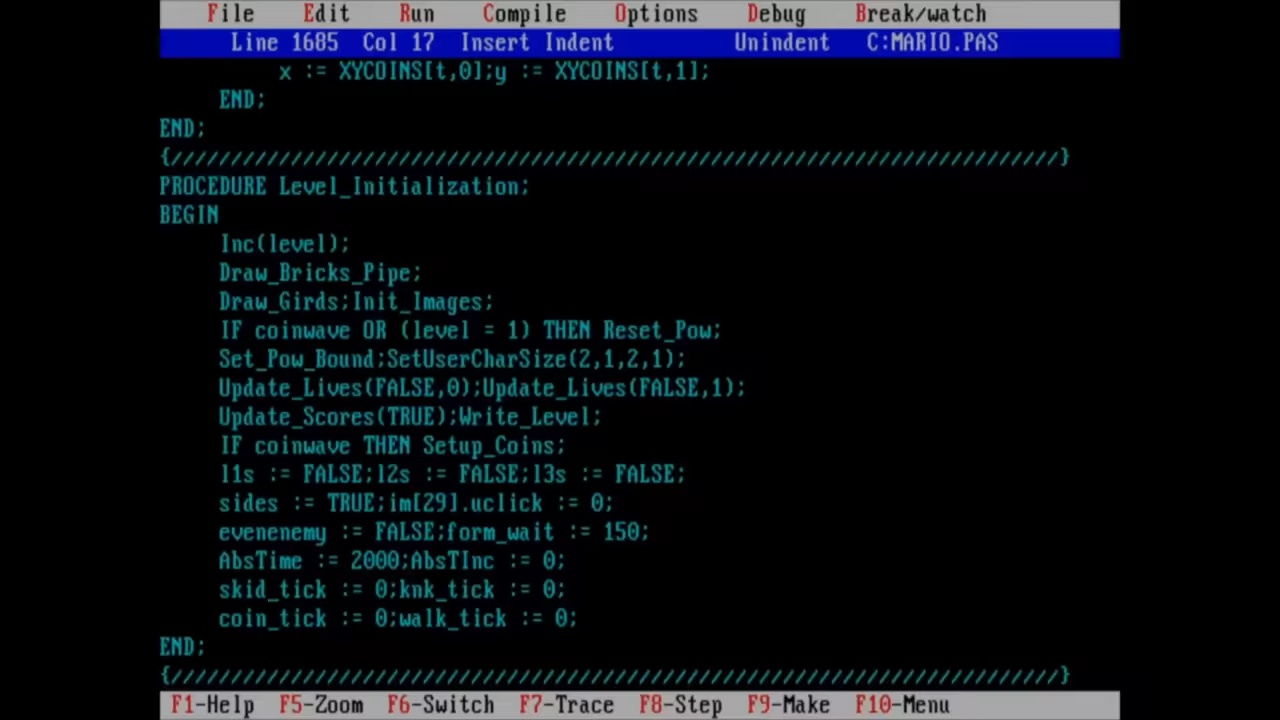 File Edit Run Compile Options Debug Break/watch
Line 1685 Col 17 Insert Indent Unindent C:MARIO.PAS
x := XYCOINS[t,0];y := XYCOINS[t,1];
END;
END;
{///////////////////////////////////////////////////////////////////////////}
PROCEDURE Level_Initialization;
BEGIN
Inc(level);
Draw_Bricks_Pipe;
Draw_Girds;Init_Images;
IF coinwave OR (level = 1) THEN Reset_Pow;
Set_Pow_Bound;SetUserCharSize(2,1,2,1);
Update_Lives(FALSE,0);Update_Lives(FALSE,1);
Update_Scores(TRUE);Write_Level;
IF coinwave THEN Setup_Coins;
l1s := FALSE;l2s := FALSE;l3s := FALSE;
sides := TRUE;im[29].uclick := 0;
evenenemy := FALSE;form_wait := 150;
AbsTime := 2000;AbsTInc := 0;
skid_tick := 0;knk_tick := 0;
coin_tick := 0;walk_tick := 0;
END;
{///////////////////////////////////////////////////////////////////////////}
F1-Help F5-Zoom F6-Switch F7-Trace F8-Step F9-Make F10-Menu